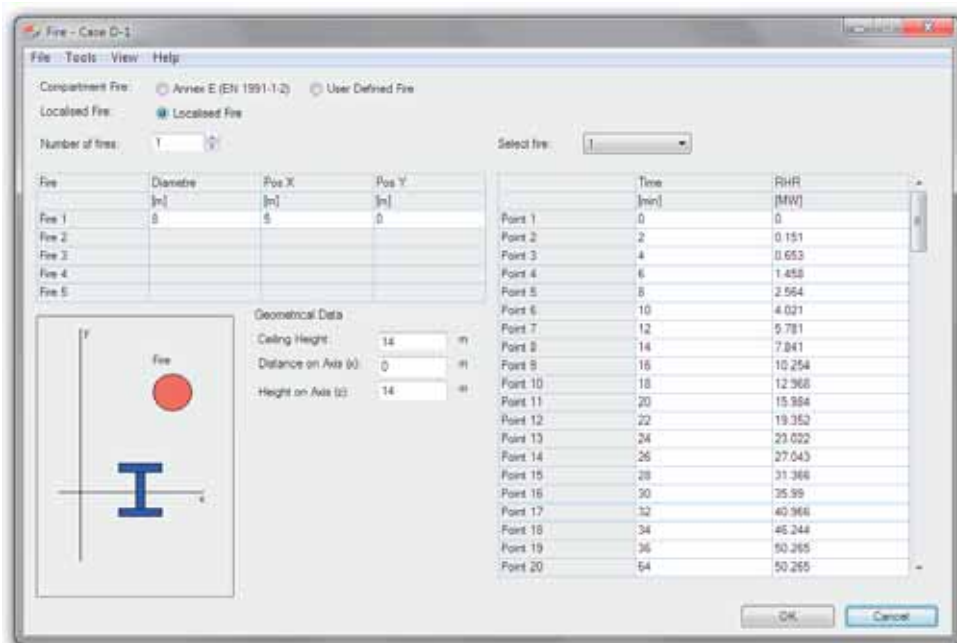 Fire - Case D-1
File Tools View Help
Compartment Fire: Annex E (EN 1991-1-2) User Defined Fire
Localised Fire: Localised Fire
Number of fires: 1
Select fire: 1
Fire Diametre Pos X Pos Y
[m] [m] [m]
Fire 1 8 5 0
Fire 2
Fire 3
Fire 4
Fire 5
Geometrical Data
Ceiling Height: 14 m
Distance on Axis (x): 0 m
Height on Axis (z): 14 m
Y
Fire
x
Time RHR
[min] [MW]
Point 1 0 0
Point 2 2 0.151
Point 3 4 0.653
Point 4 6 1.458
Point 5 8 2.564
Point 6 10 4.021
Point 7 12 5.781
Point 8 14 7.841
Point 9 16 10.254
Point 10 18 12.968
Point 11 20 15.984
Point 12 22 19.352
Point 13 24 23.022
Point 14 26 27.043
Point 15 28 31.366
Point 16 30 35.99
Point 17 32 40.966
Point 18 34 46.244
Point 19 36 50.265
Point 20 64 50.265
OK Cancel